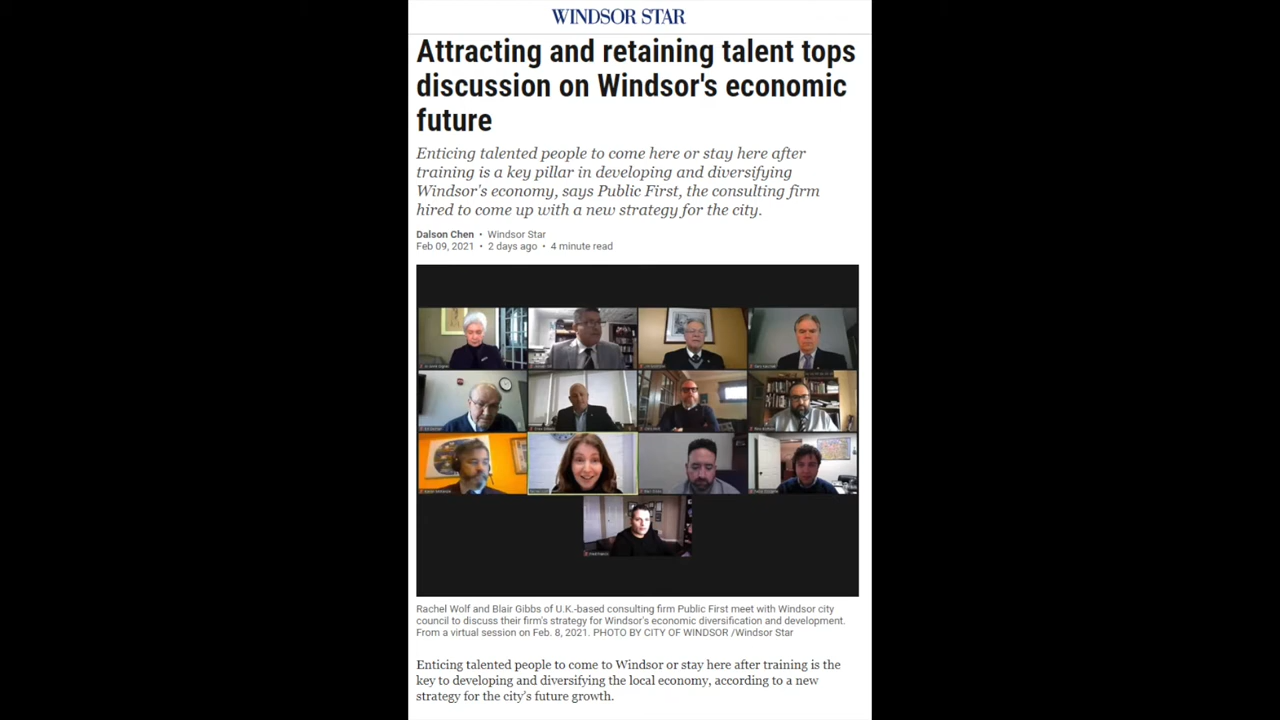 WINDSOR STAR
Attracting and retaining talent tops
discussion on Windsor's economic
future
Enticing talented people to come here or stay here after
training is a key pillar in developing and diversifying
Windsor's economy, says Public First, the consulting firm
hired to come up with a new strategy for the city.
Dalson Chen • Windsor Star
Feb 09, 2021 • 2 days ago • 4 minute read
Rachel Wolf and Blair Gibbs of U.K.-based consulting firm Public First meet with Windsor city
council to discuss their firm's strategy for Windsor's economic diversification and development.
From a virtual session on Feb. 8, 2021. PHOTO BY CITY OF WINDSOR /Windsor Star
Enticing talented people to come to Windsor or stay here after training is the
key to developing and diversifying the local economy, according to a new
strategy for the city's future growth.